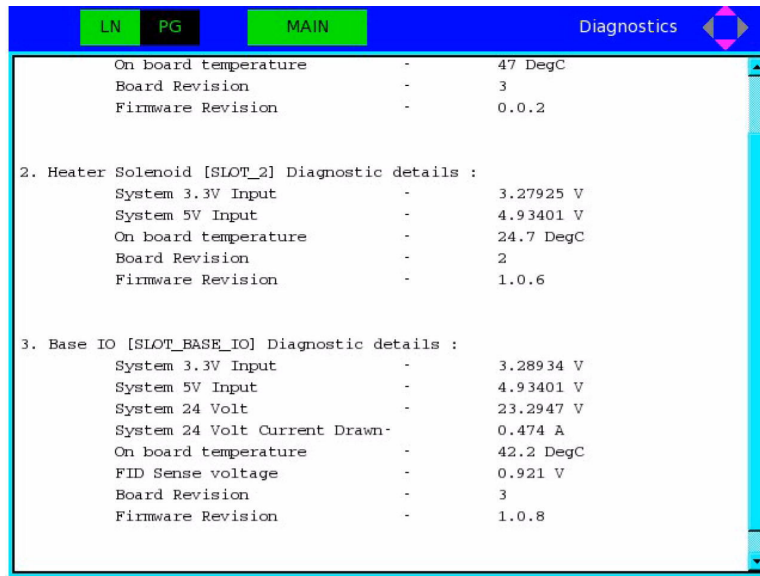 LN PG MAIN Diagnostics
On board temperature - 47 DegC
Board Revision - 3
Firmware Revision - 0.0.2
2. Heater Solenoid [SLOT_2] Diagnostic details :
System 3.3V Input - 3.27925 V
System 5V Input - 4.93401 V
On board temperature - 24.7 DegC
Board Revision - 2
Firmware Revision - 1.0.6
3. Base IO [SLOT_BASE_IO] Diagnostic details :
System 3.3V Input - 3.28934 V
System 5V Input - 4.93401 V
System 24 Volt - 23.2947 V
System 24 Volt Current Drawn- 0.474 A
On board temperature - 42.2 DegC
FID Sense voltage - 0.921 V
Board Revision - 3
Firmware Revision - 1.0.8